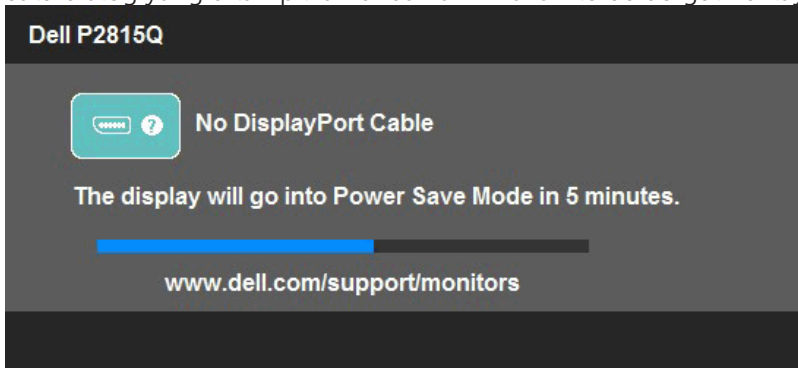 Dell P2815Q
No DisplayPort Cable
The display will go into Power Save Mode in 5 minutes.
www.dell.com/support/monitors